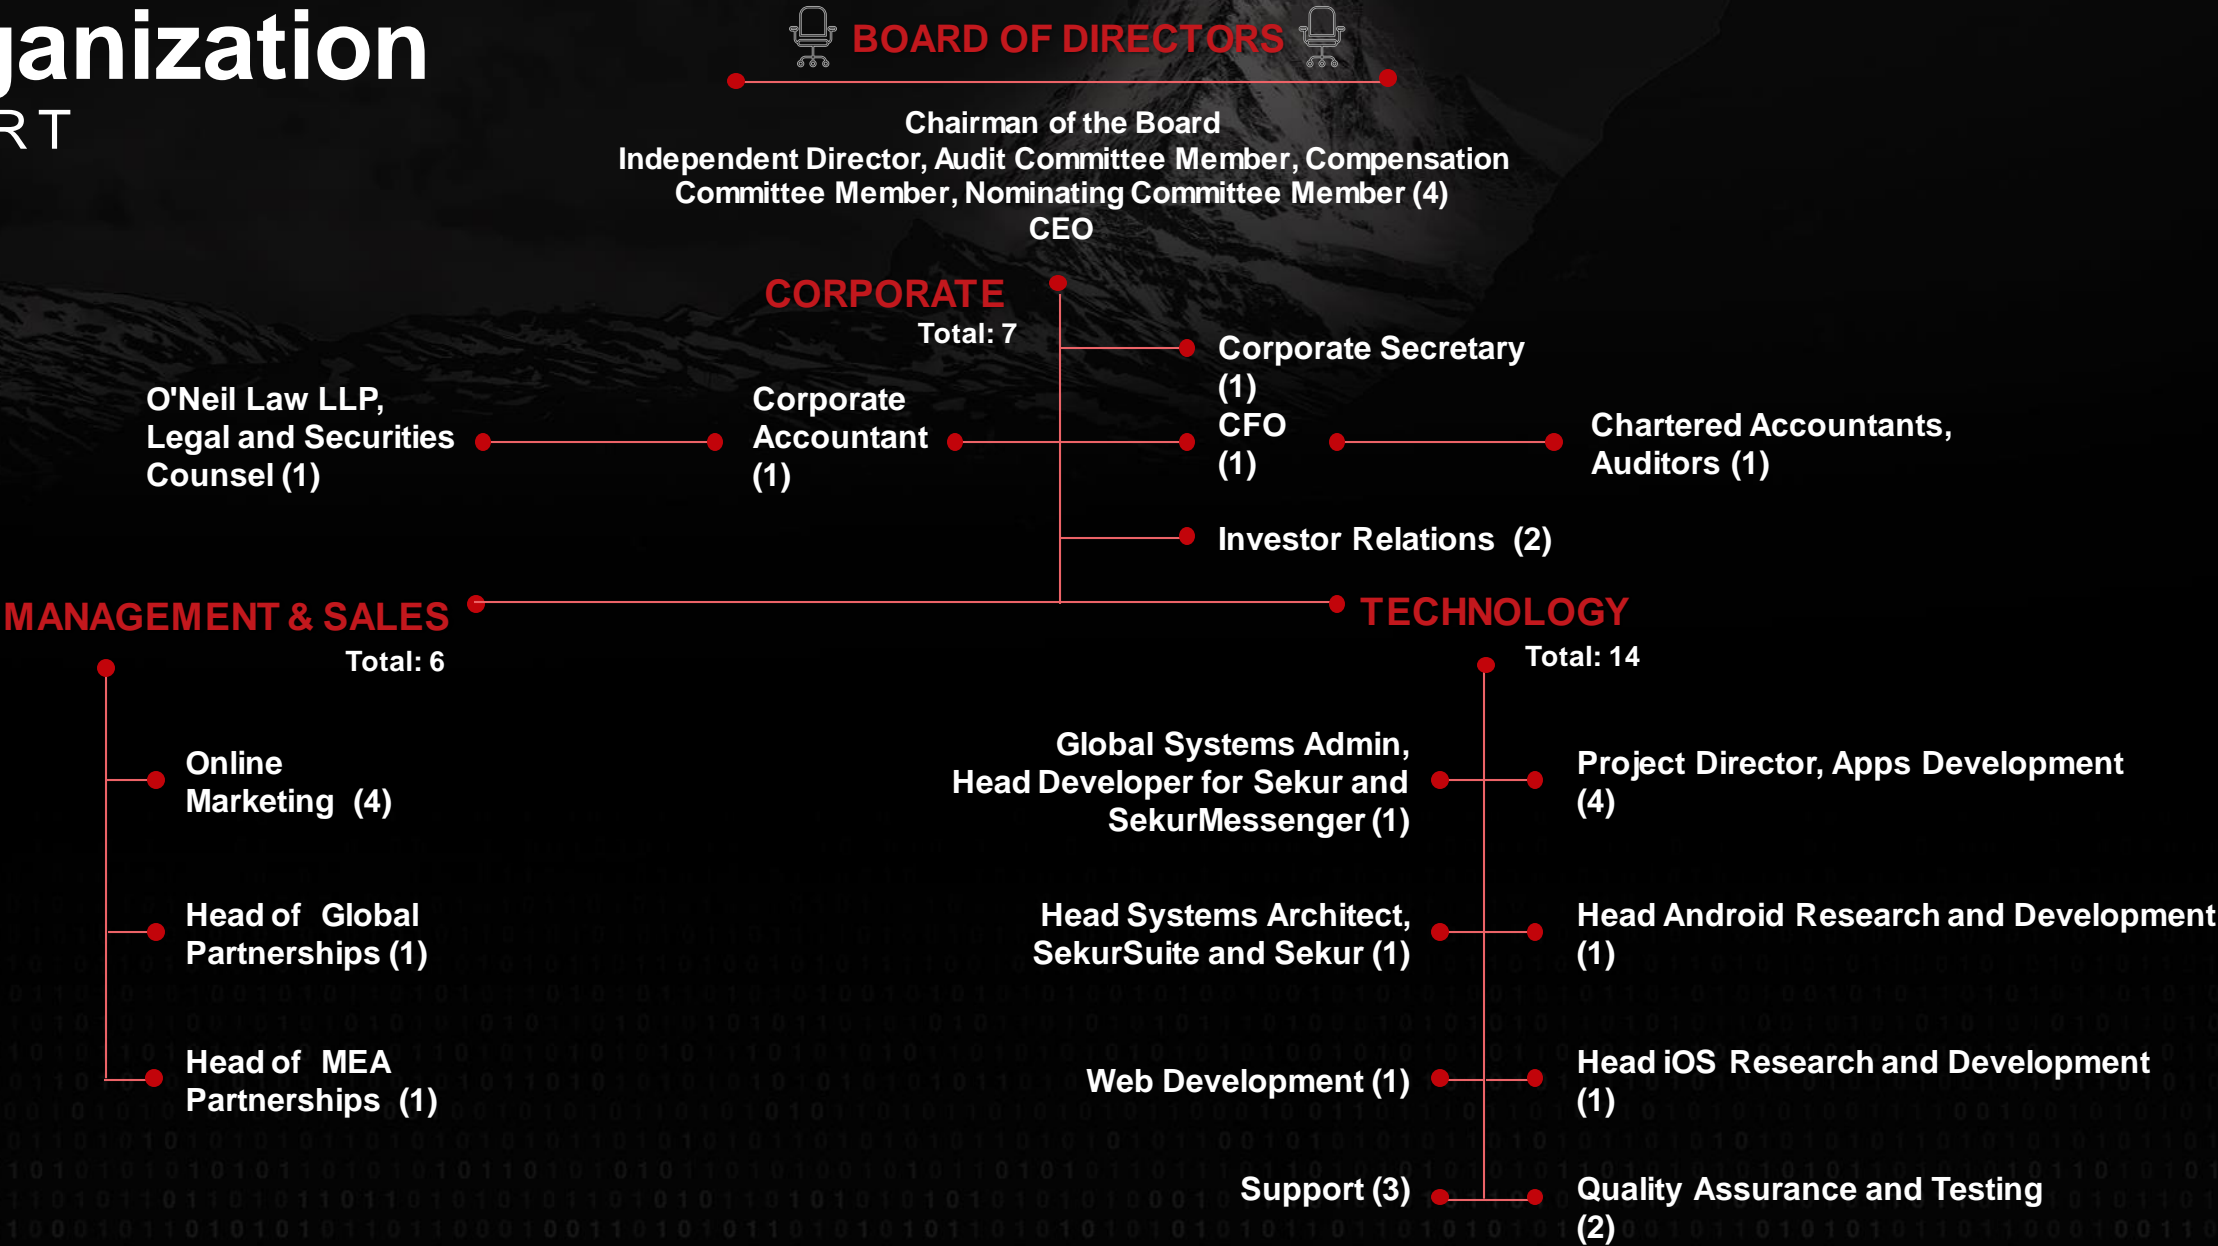 ganization
RT
BOARD OF DIRECTORS
Chairman of the Board
Independent Director, Audit Committee Member, Compensation
Committee Member, Nominating Committee Member (4)
CEO
CORPORATE
Total: 7
Corporate Secretary
(1)
O'Neil Law LLP,
Legal and Securities
Counsel (1)
Corporate
Accountant
(1)
CFO
(1)
Chartered Accountants,
Auditors (1)
Investor Relations (2)
MANAGEMENT & SALES
Total: 6
Online
Marketing (4)
Head of Global
Partnerships (1)
Head of MEA
Partnerships (1)
TECHNOLOGY
Total: 14
Global Systems Admin,
Head Developer for Sekur and
SekurMessenger (1)
Project Director, Apps Development
(4)
Head Systems Architect,
SekurSuite and Sekur (1)
Head Android Research and Development
(1)
Web Development (1)
Head iOS Research and Development
(1)
Support (3)
Quality Assurance and Testing
(2)